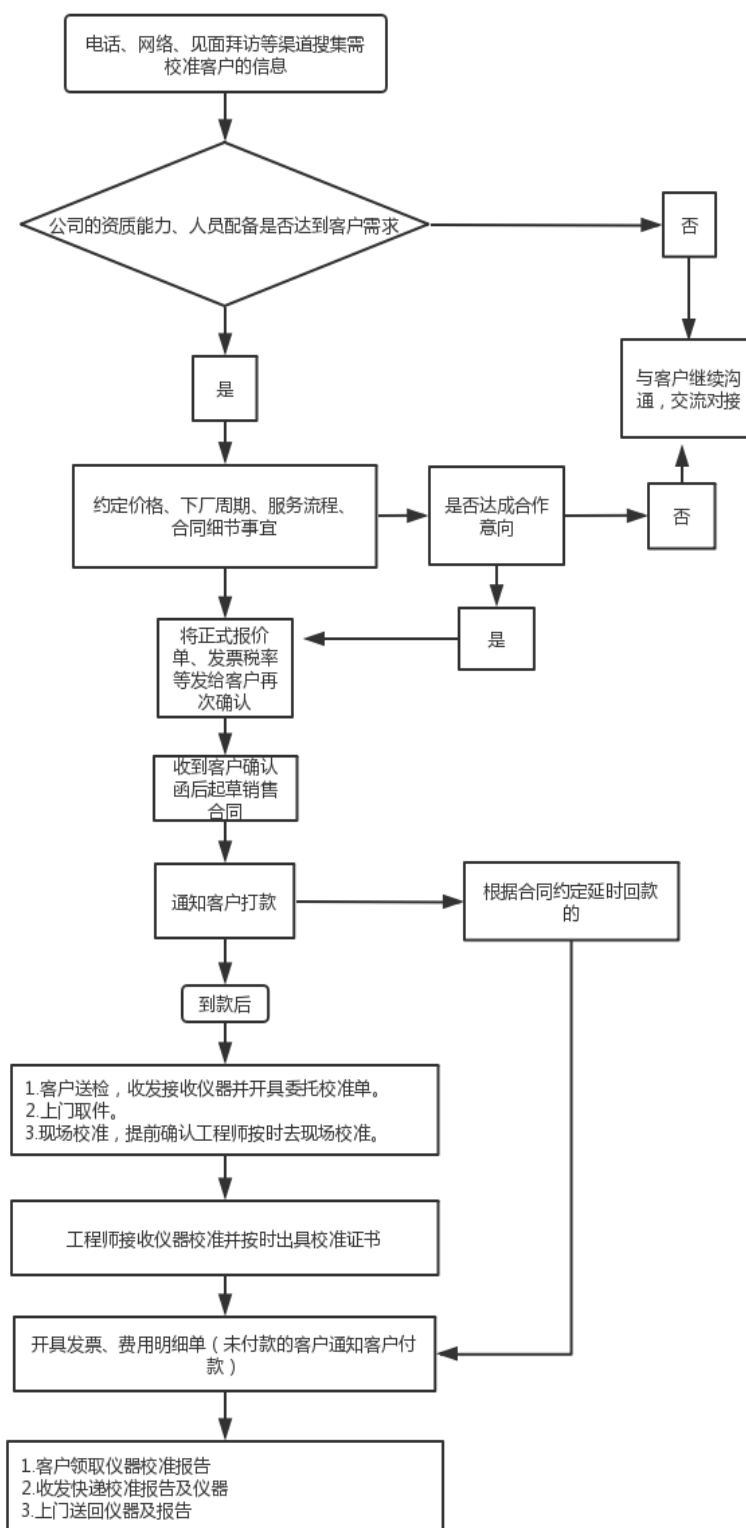 电话、网络、见面拜访等渠道搜集需
校准客户的信息
公司的资质能力、人员配备是否达到客户需求
否
是
与客户继续沟
通，交流对接
约定价格、下厂周期、服务流程、
合同细节事宜
是否达成合作
意向
否
是
将正式报价
单、发票税率
等发给客户再
次确认
收到客户确认
函后起草销售
合同
通知客户打款
根据合同约定延时回款
的
到款后
1.客户送检，收发接收仪器并开具委托校准单。
2.上门取件。
3.现场校准，提前确认工程师按时去现场校准。
工程师接收仪器校准并按时出具校准证书
开具发票、费用明细单（未付款的客户通知客户付
款）
1.客户领取仪器校准报告
2.收发快递校准报告及仪器
3.上门送回仪器及报告